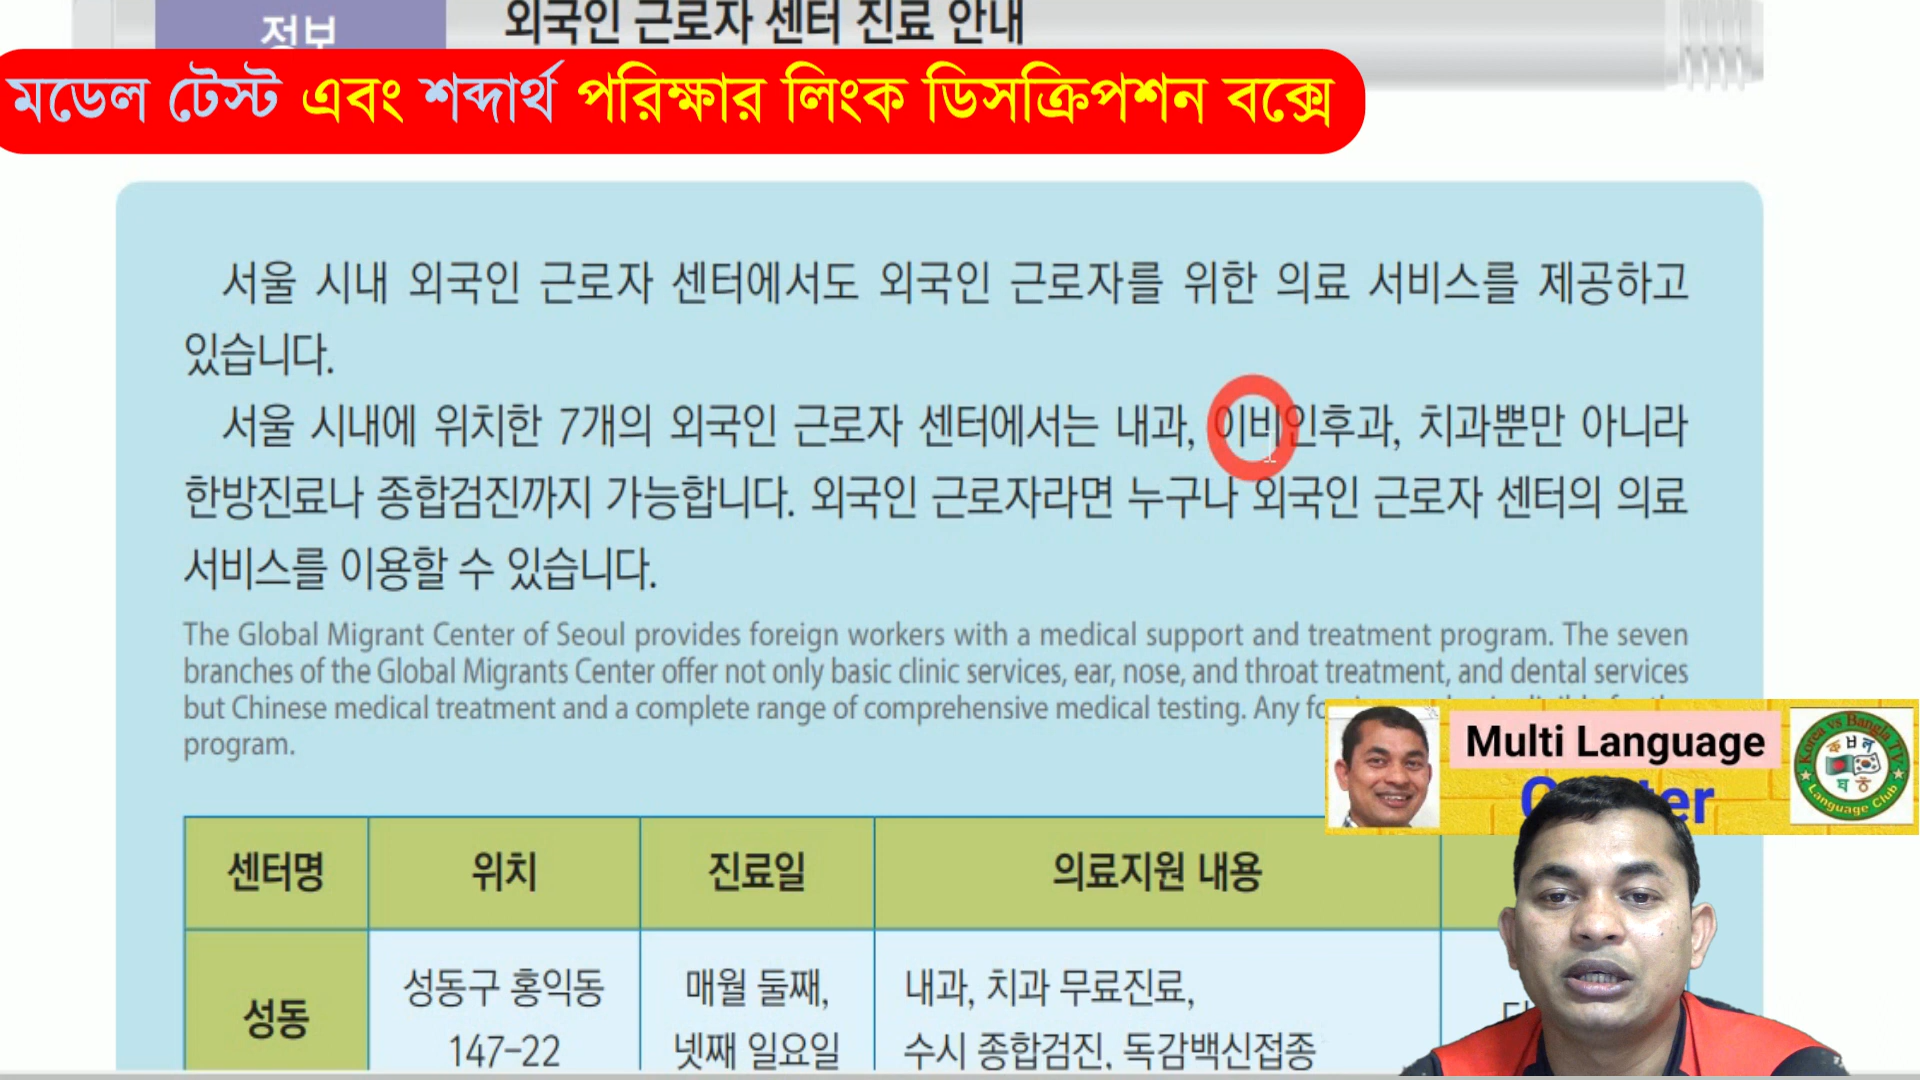 정보
외국인 근로자 센터 진료 안내
মডেল টেস্ট এবং শব্দার্থ পরিক্ষার লিংক ডিসক্রিপশন বক্সে
서울 시내 외국인 근로자 센터에서도 외국인 근로자를 위한 의료 서비스를 제공하고
있습니다.
서울 시내에 위치한 7개의 외국인 근로자 센터에서는 내과, 이비인후과, 치과뿐만 아니라
한방진료나 종합검진까지 가능합니다. 외국인 근로자라면 누구나 외국인 근로자 센터의 의료
서비스를 이용할 수 있습니다.
The Global Migrant Center of Seoul provides foreign workers with a medical support and treatment program. The seven
branches of the Global Migrants Center offer not only basic clinic services, ear, nose, and throat treatment, and dental services
but Chinese medical treatment and a complete range of comprehensive medical testing. Any
program.
Multi Language
Korea vs Bangla TV
Language Club
센터명 위치 진료일 의료지원 내용
성동구 홍익동 매월 둘째, 내과, 치과 무료진료,
성동
147-22 넷째 일요일 수시 종합검진, 독감백신접종